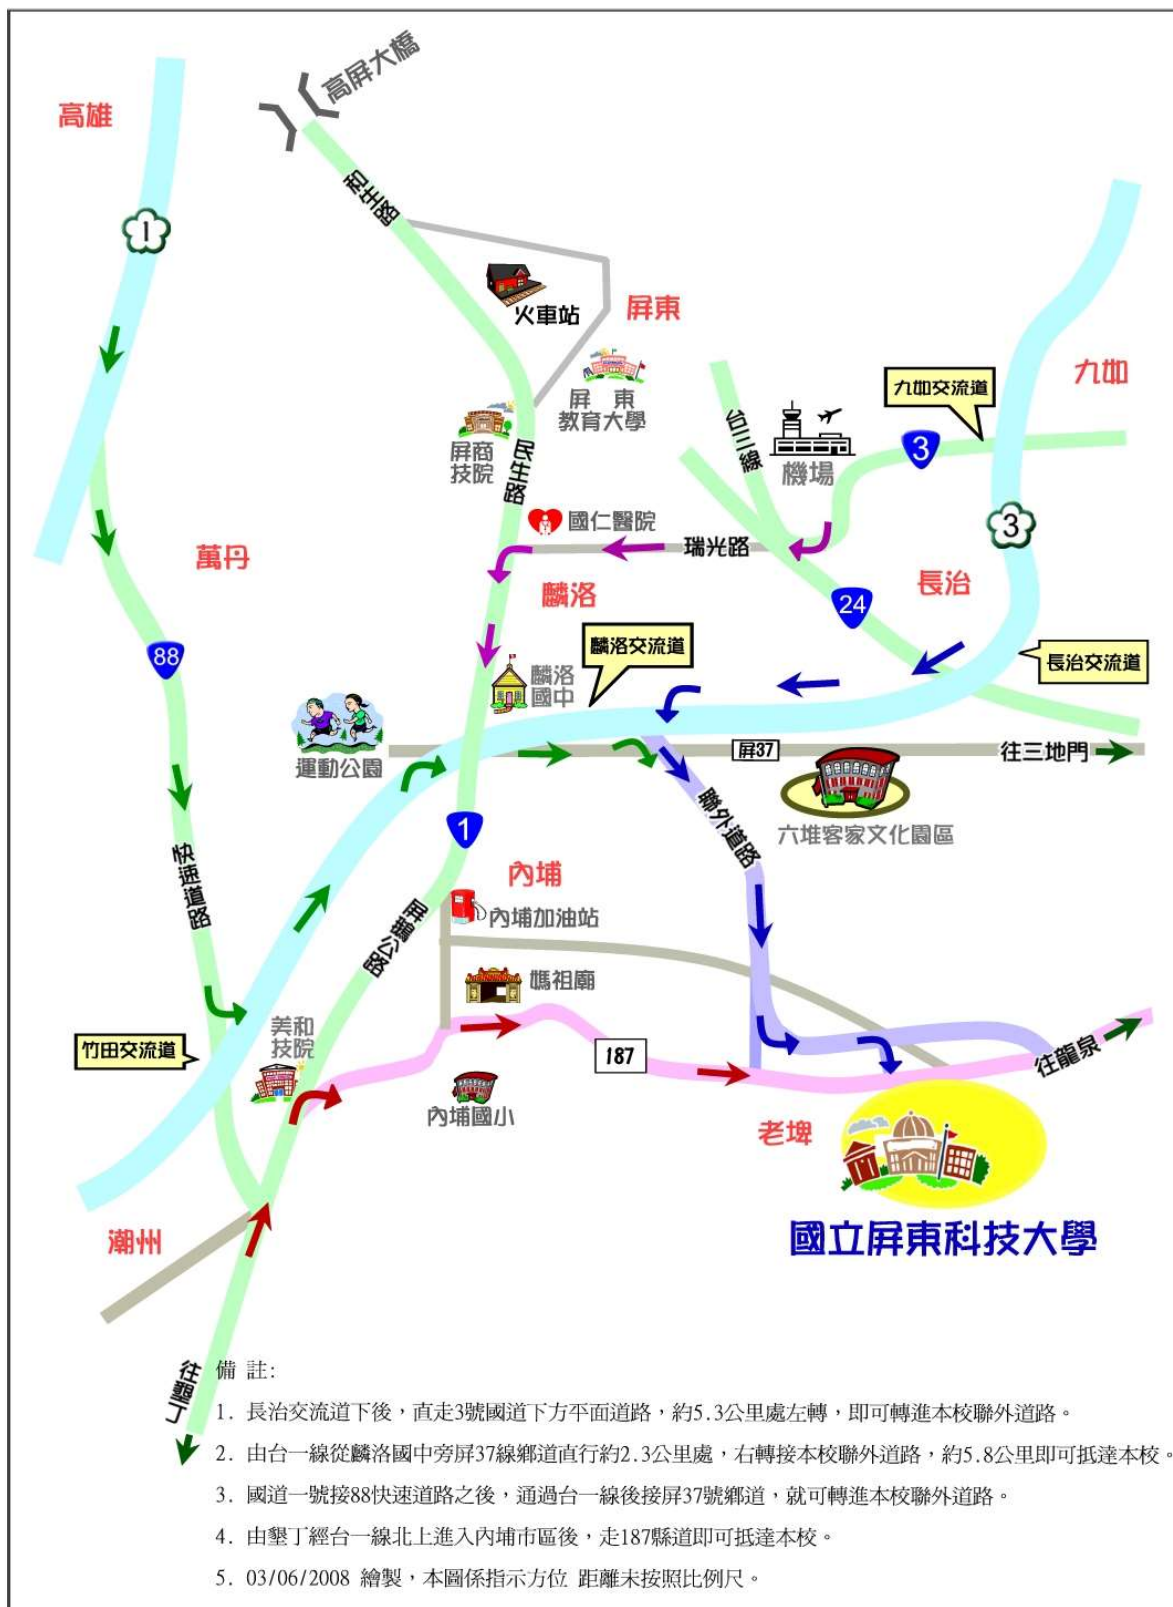 高屏大橋
高雄
1
民生路
火車站
屏東
九如
九如交流道
屏東
教育大學
台三線
3
屏商
技院
民生路
機場
3
國仁醫院
瑞光路
萬丹
麟洛
24
長治
88
麟洛交流道
長治交流道
麟洛
國中
運動公園
屏37
往三地門
聯外道路
六堆客家文化園區
1
快速道路
內埔
內埔加油站
屏鵝公路
媽祖廟
美和
技院
竹田交流道
187
往龍泉
內埔國小
老埤
潮州
國立屏東科技大學
往墾丁
備 註:
1. 長治交流道下後，直走3號國道下方平面道路，約5.3公里處左轉，即可轉進本校聯外道路。
2. 由台一線從麟洛國中旁屏37線鄉道直行約2.3公里處，右轉接本校聯外道路，約5.8公里即可抵達本校。
3. 國道一號接88快速道路之後，通過台一線後接屏37號鄉道，就可轉進本校聯外道路。
4. 由墾丁經台一線北上進入內埔市區後，走187縣道即可抵達本校。
5. 03/06/2008 繪製，本圖係指示方位 距離未按照比例尺。